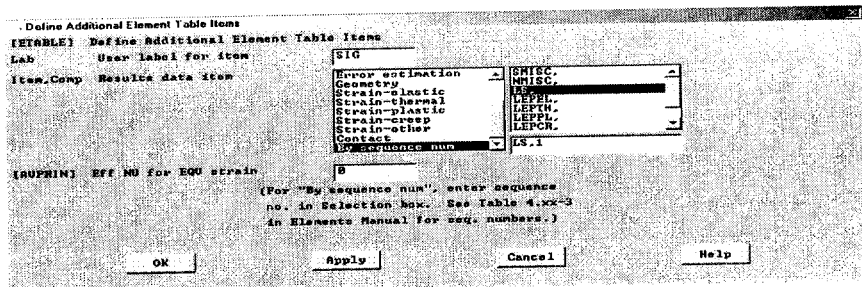 Define Additional Element Table Items
[ETABLE] Define Additional Element Table Items
Lab User label for item SIG
Item,Comp Results data item
Error estimation
Geometry
Strain-elastic
Strain-thermal
Strain-plastic
Strain-creep
Strain-other
Contact
By sequence num
SMISC,
NMISC,
LS,
LEPEL,
LEPTH,
LEPPL,
LEPCR,
LS,1
[AVPRIN] Eff NU for EQV strain 0
(For "By sequence num", enter sequence
no. in Selection box. See Table 4.xx-3
in Elements Manual for seq. numbers.)
OK Apply Cancel Help